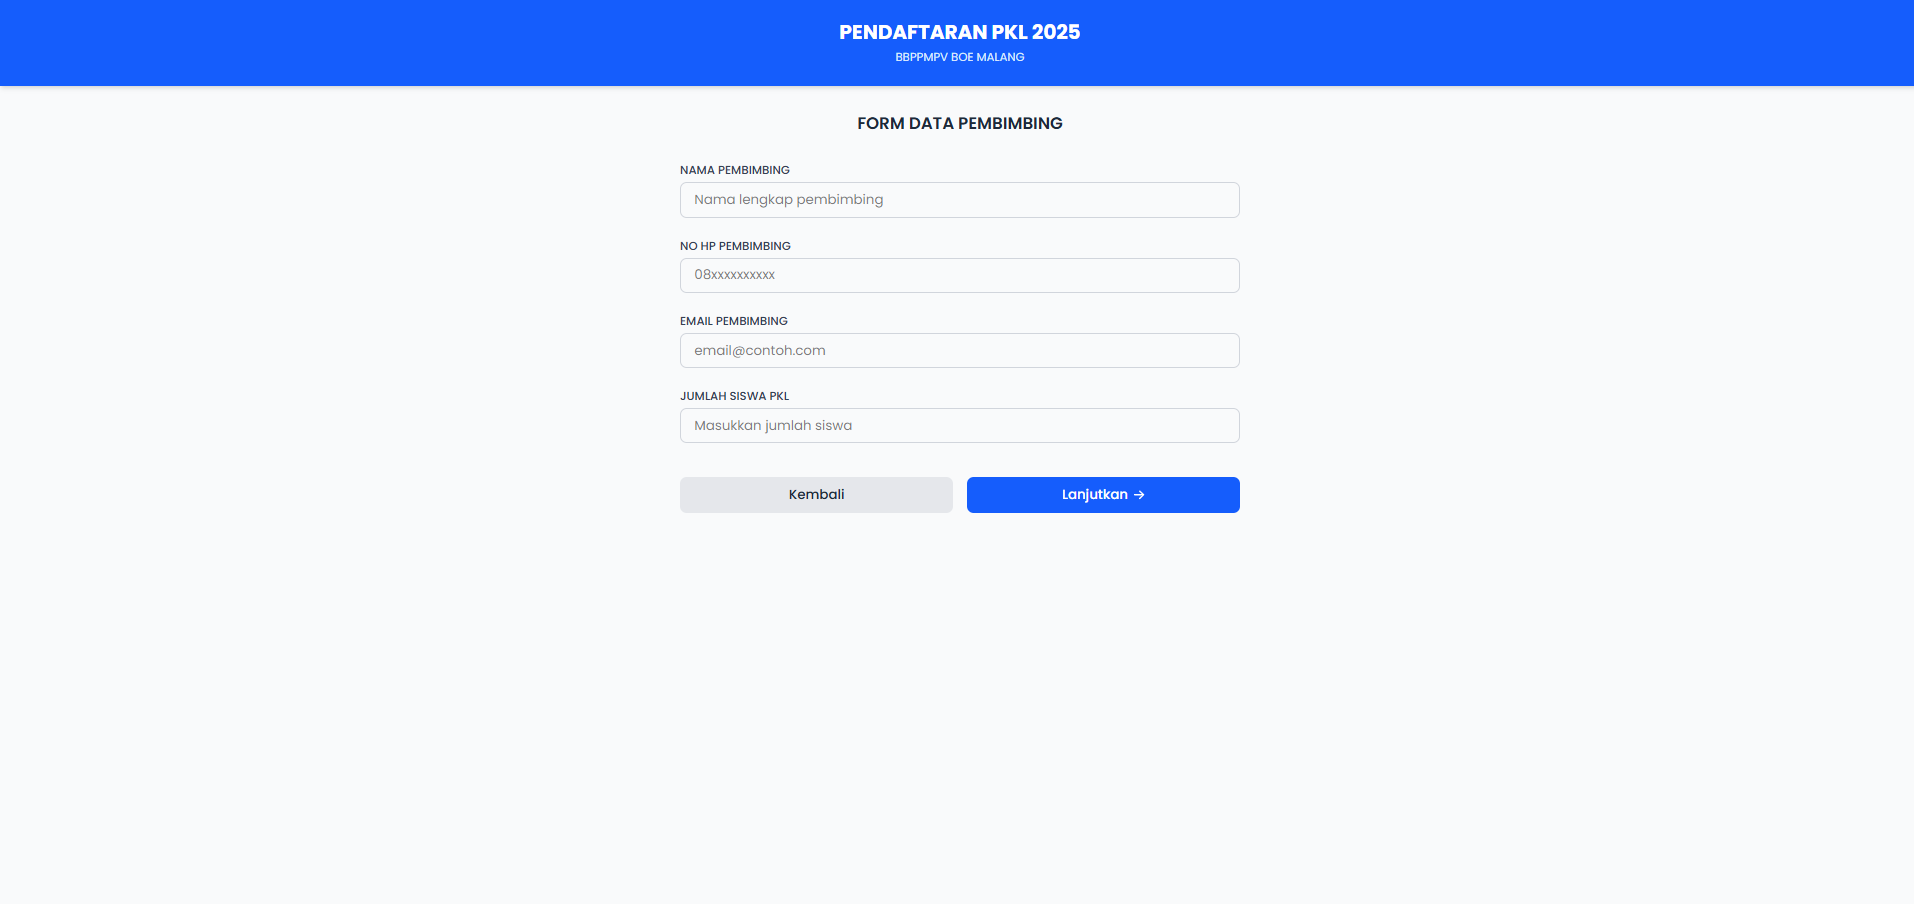 PENDAFTARAN PKL 2025
BBPPMPV BOE MALANG
FORM DATA PEMBIMBING
NAMA PEMBIMBING
Nama lengkap pembimbing
NO HP PEMBIMBING
08xxxxxxxxxx
EMAIL PEMBIMBING
email@contoh.com
JUMLAH SISWA PKL
Masukkan jumlah siswa
Kembali
Lanjutkan →